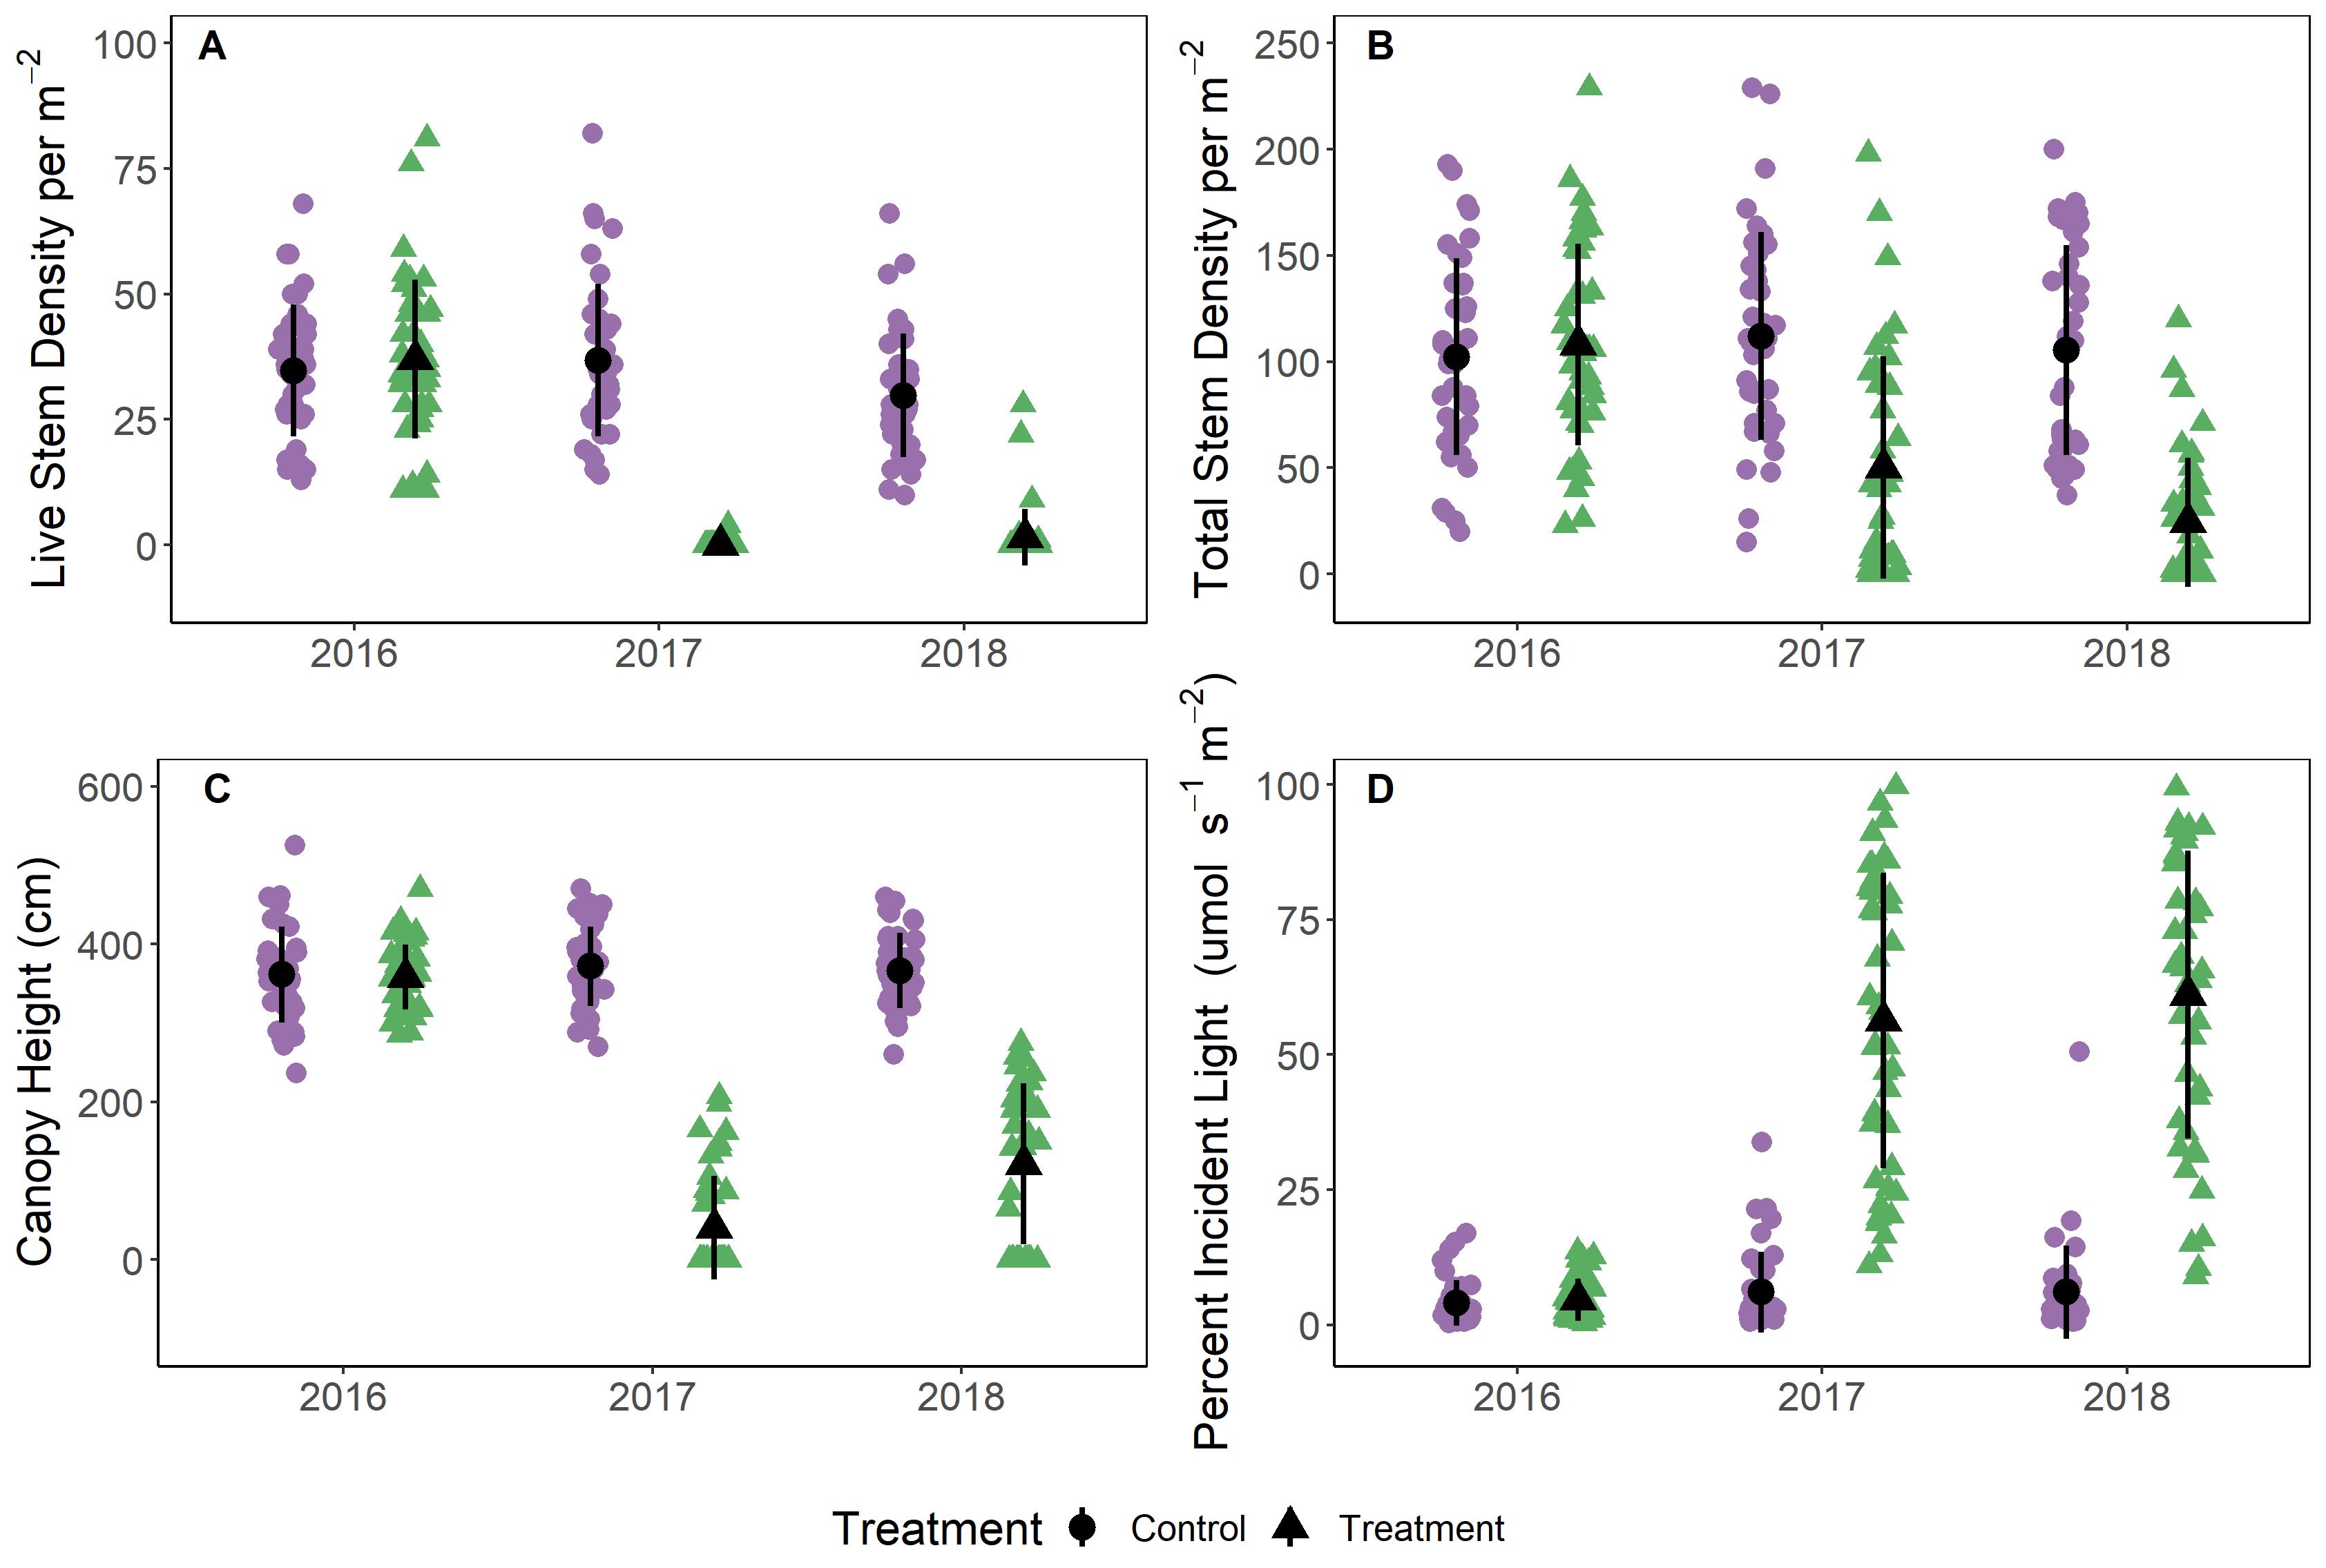 A
Live Stem Density per m−2
100
75
50
25
0
2016 2017 2018
B
Total Stem Density per m−2
250
200
150
100
50
0
2016 2017 2018
C
Canopy Height (cm)
600
400
200
0
2016 2017 2018
D
Percent Incident Light (umol s−1 m−2)
100
75
50
25
0
2016 2017 2018
Treatment Control Treatment